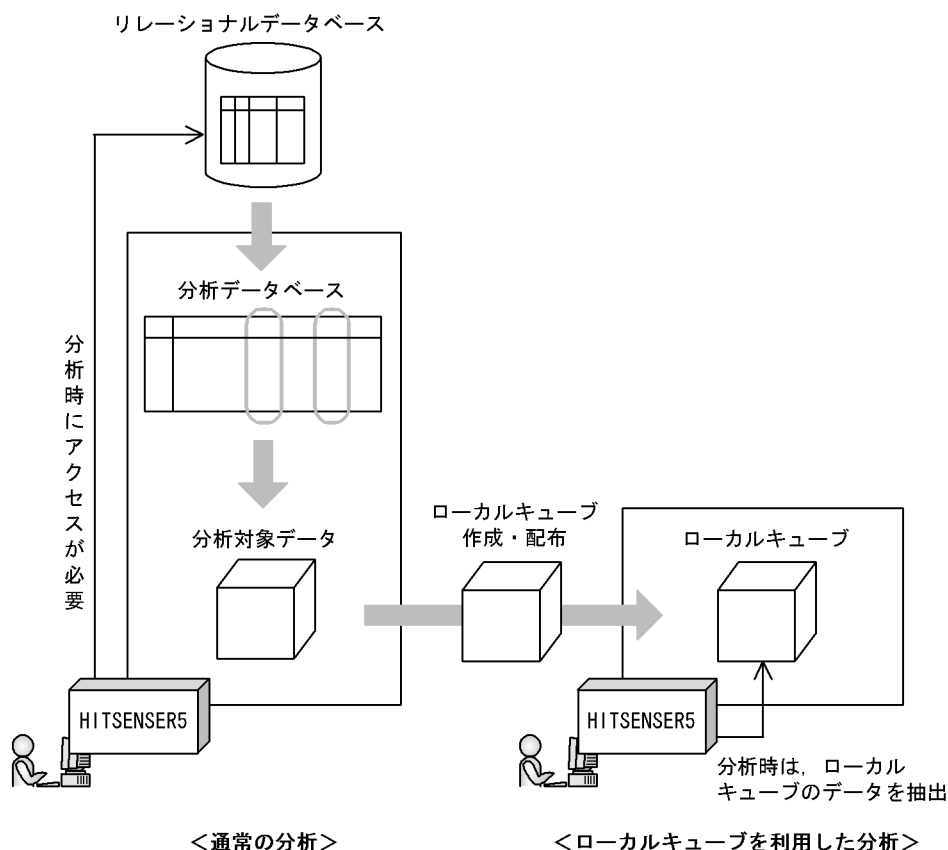 リレーショナルデータベース
分析データベース
分析時にアクセスが必要
分析対象データ
ローカルキューブ
作成・配布
ローカルキューブ
HITSENSER5
HITSENSER5
分析時は，ローカル
キューブのデータを抽出
＜通常の分析＞
＜ローカルキューブを利用した分析＞